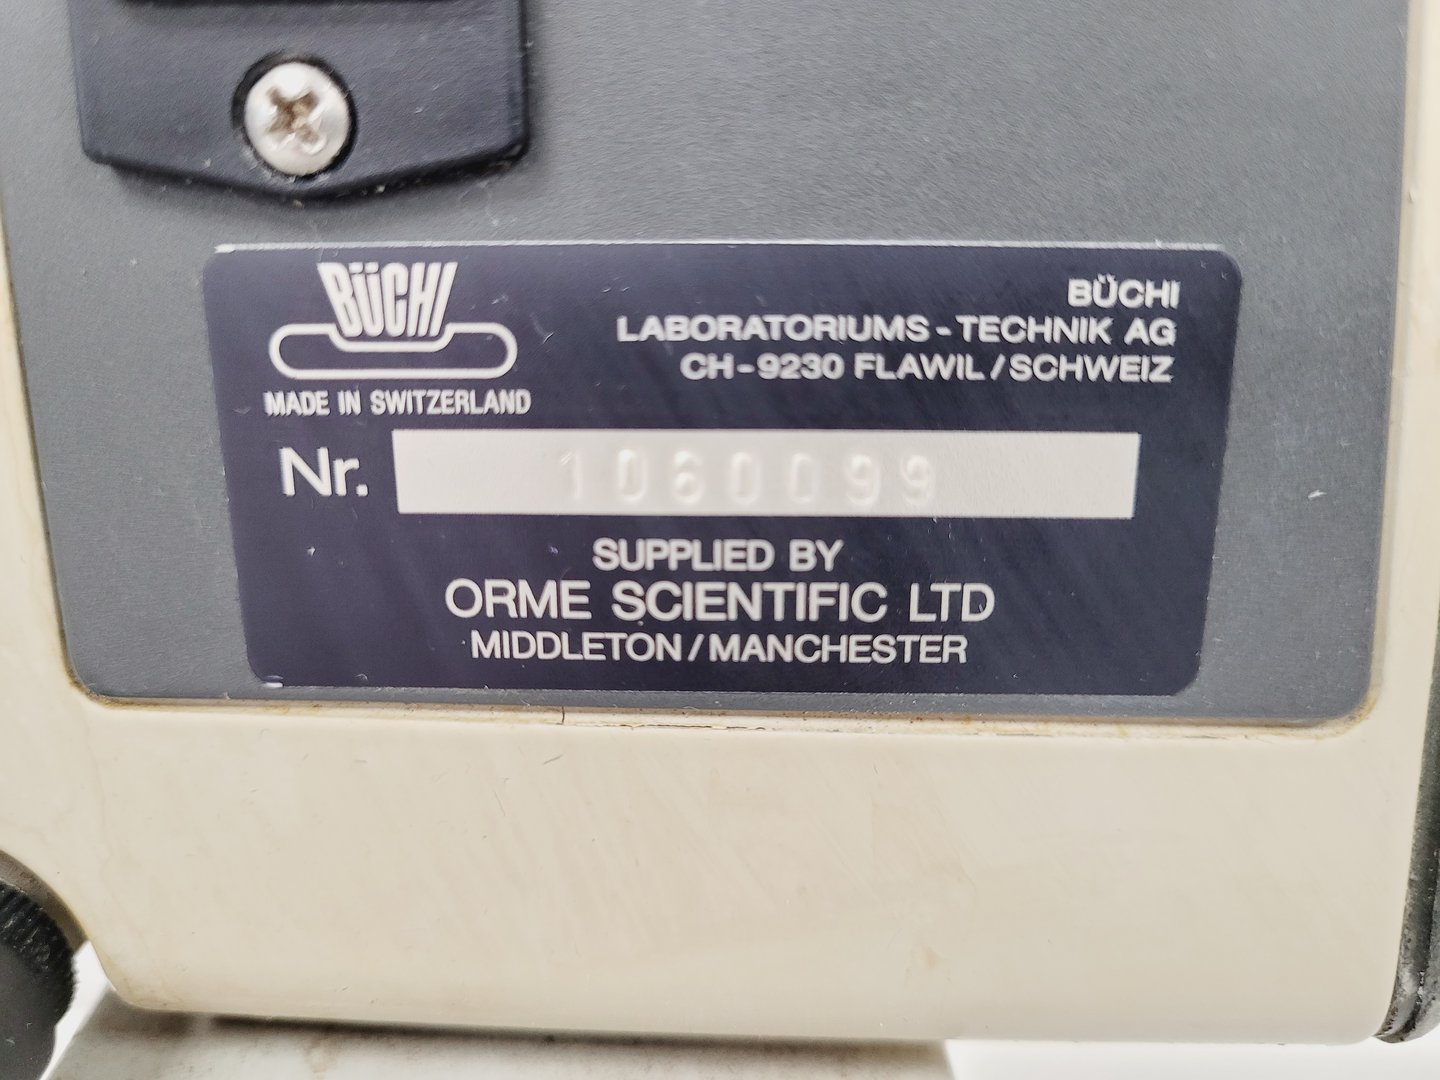 BÜCHI
MADE IN SWITZERLAND
BÜCHI
LABORATORIUMS - TECHNIK AG
CH-9230 FLAWIL / SCHWEIZ
Nr. 1060099
SUPPLIED BY
ORME SCIENTIFIC LTD
MIDDLETON / MANCHESTER